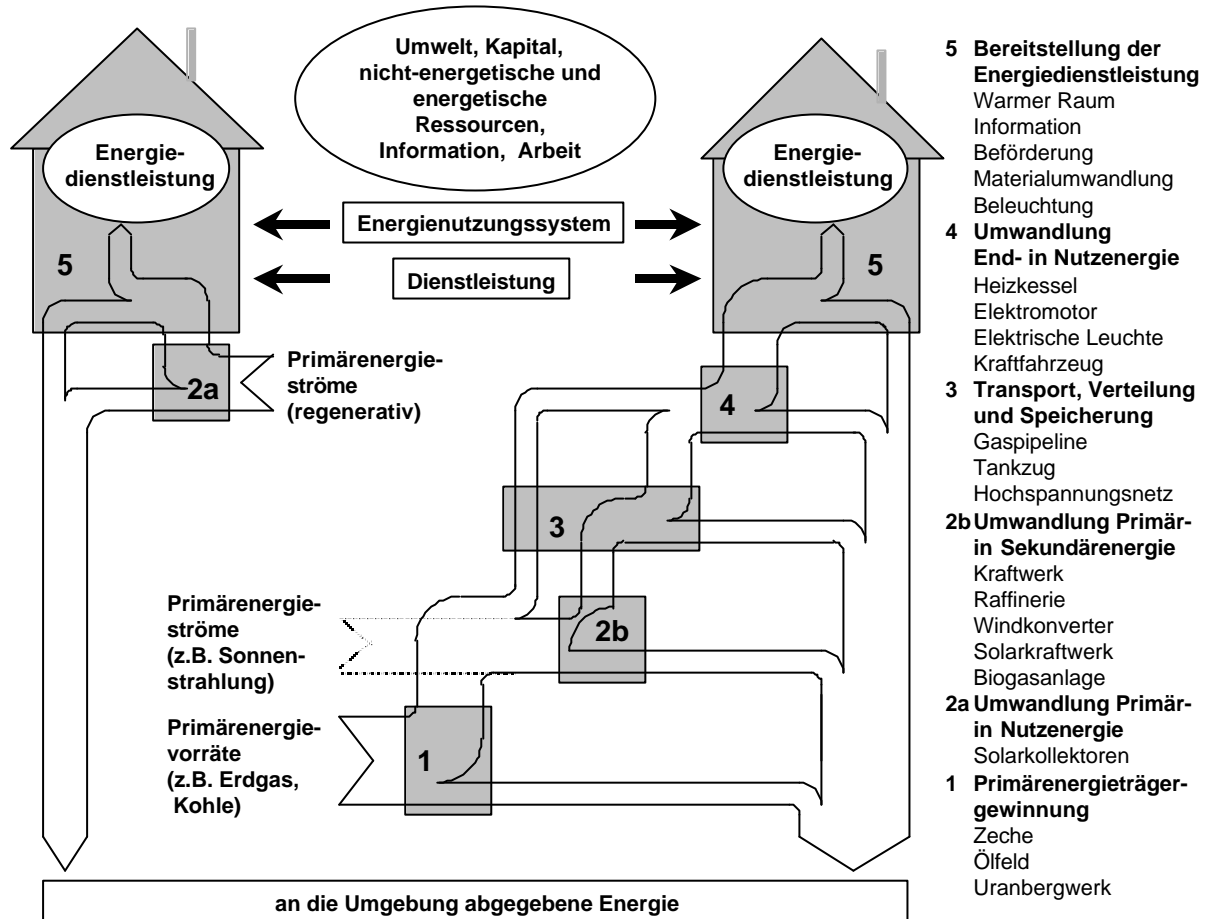 Umwelt, Kapital,
nicht-energetische und
energetische
Ressourcen,
Information, Arbeit
Energie-
dienstleistung
Energie-
dienstleistung
Energienutzungssystem
Dienstleistung
5
5
2a
Primärenergie-
ströme
(regenerativ)
4
3
Primärenergie-
ströme
(z.B. Sonnen-
strahlung)
2b
Primärenergie-
vorräte
(z.B. Erdgas,
Kohle)
1
an die Umgebung abgegebene Energie
5 Bereitstellung der
Energiedienstleistung
Warmer Raum
Information
Beförderung
Materialumwandlung
Beleuchtung
4 Umwandlung
End- in Nutzenergie
Heizkessel
Elektromotor
Elektrische Leuchte
Kraftfahrzeug
3 Transport, Verteilung
und Speicherung
Gaspipeline
Tankzug
Hochspannungsnetz
2b Umwandlung Primär-
in Sekundärenergie
Kraftwerk
Raffinerie
Windkonverter
Solarkraftwerk
Biogasanlage
2a Umwandlung Primär-
in Nutzenergie
Solarkollektoren
1 Primärenergieträger-
gewinnung
Zeche
Ölfeld
Uranbergwerk